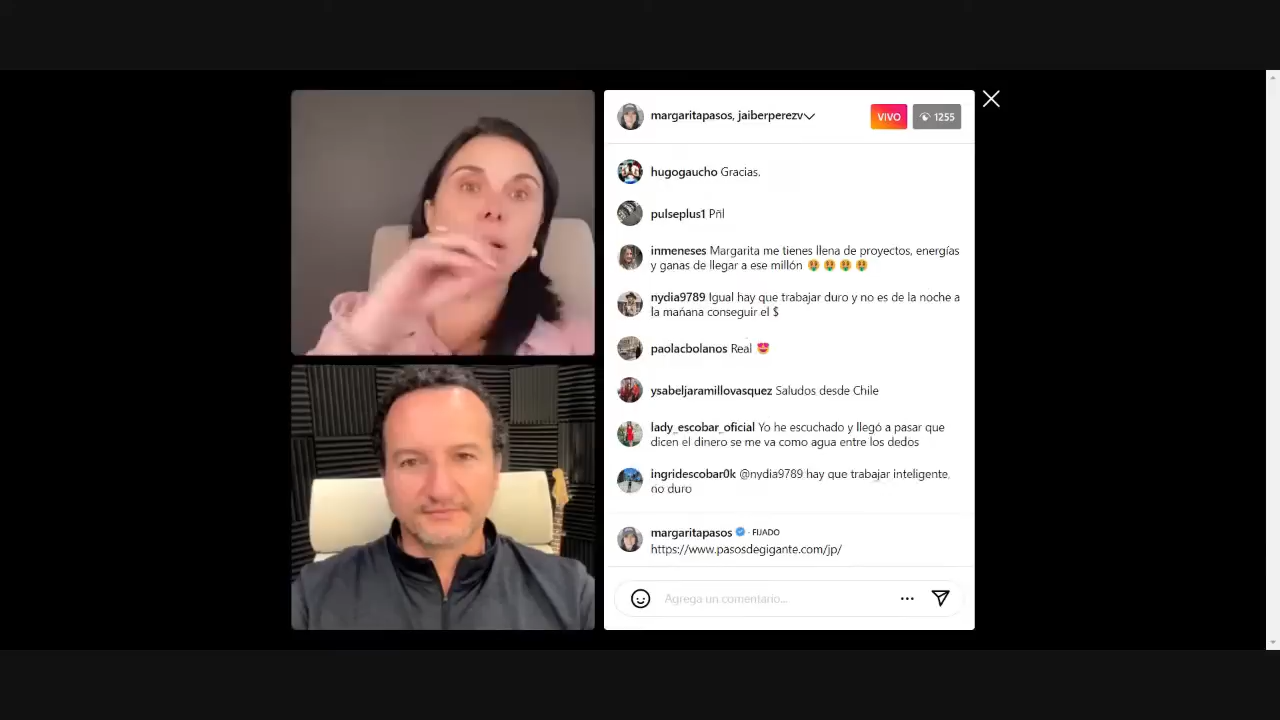 margaritapasos, jaiberperezv
VIVO
1255
hugogaucho Gracias.
pulseplus1 Pñl
inmeneses Margarita me tienes llena de proyectos, energías
y ganas de llegar a ese millón 🤑 🤑 🤑 🤑
nydia9789 Igual hay que trabajar duro y no es de la noche a
la mañana conseguir el $
paolacbolanos Real 😍
ysabeljaramillovasquez Saludos desde Chile
lady_escobar_oficial Yo he escuchado y llegó a pasar que
dicen el dinero se me va como agua entre los dedos
ingridescobar0k @nydia9789 hay que trabajar inteligente,
no duro
margaritapasos · FIJADO
https://www.pasosdegigante.com/jp/
Agrega un comentario...